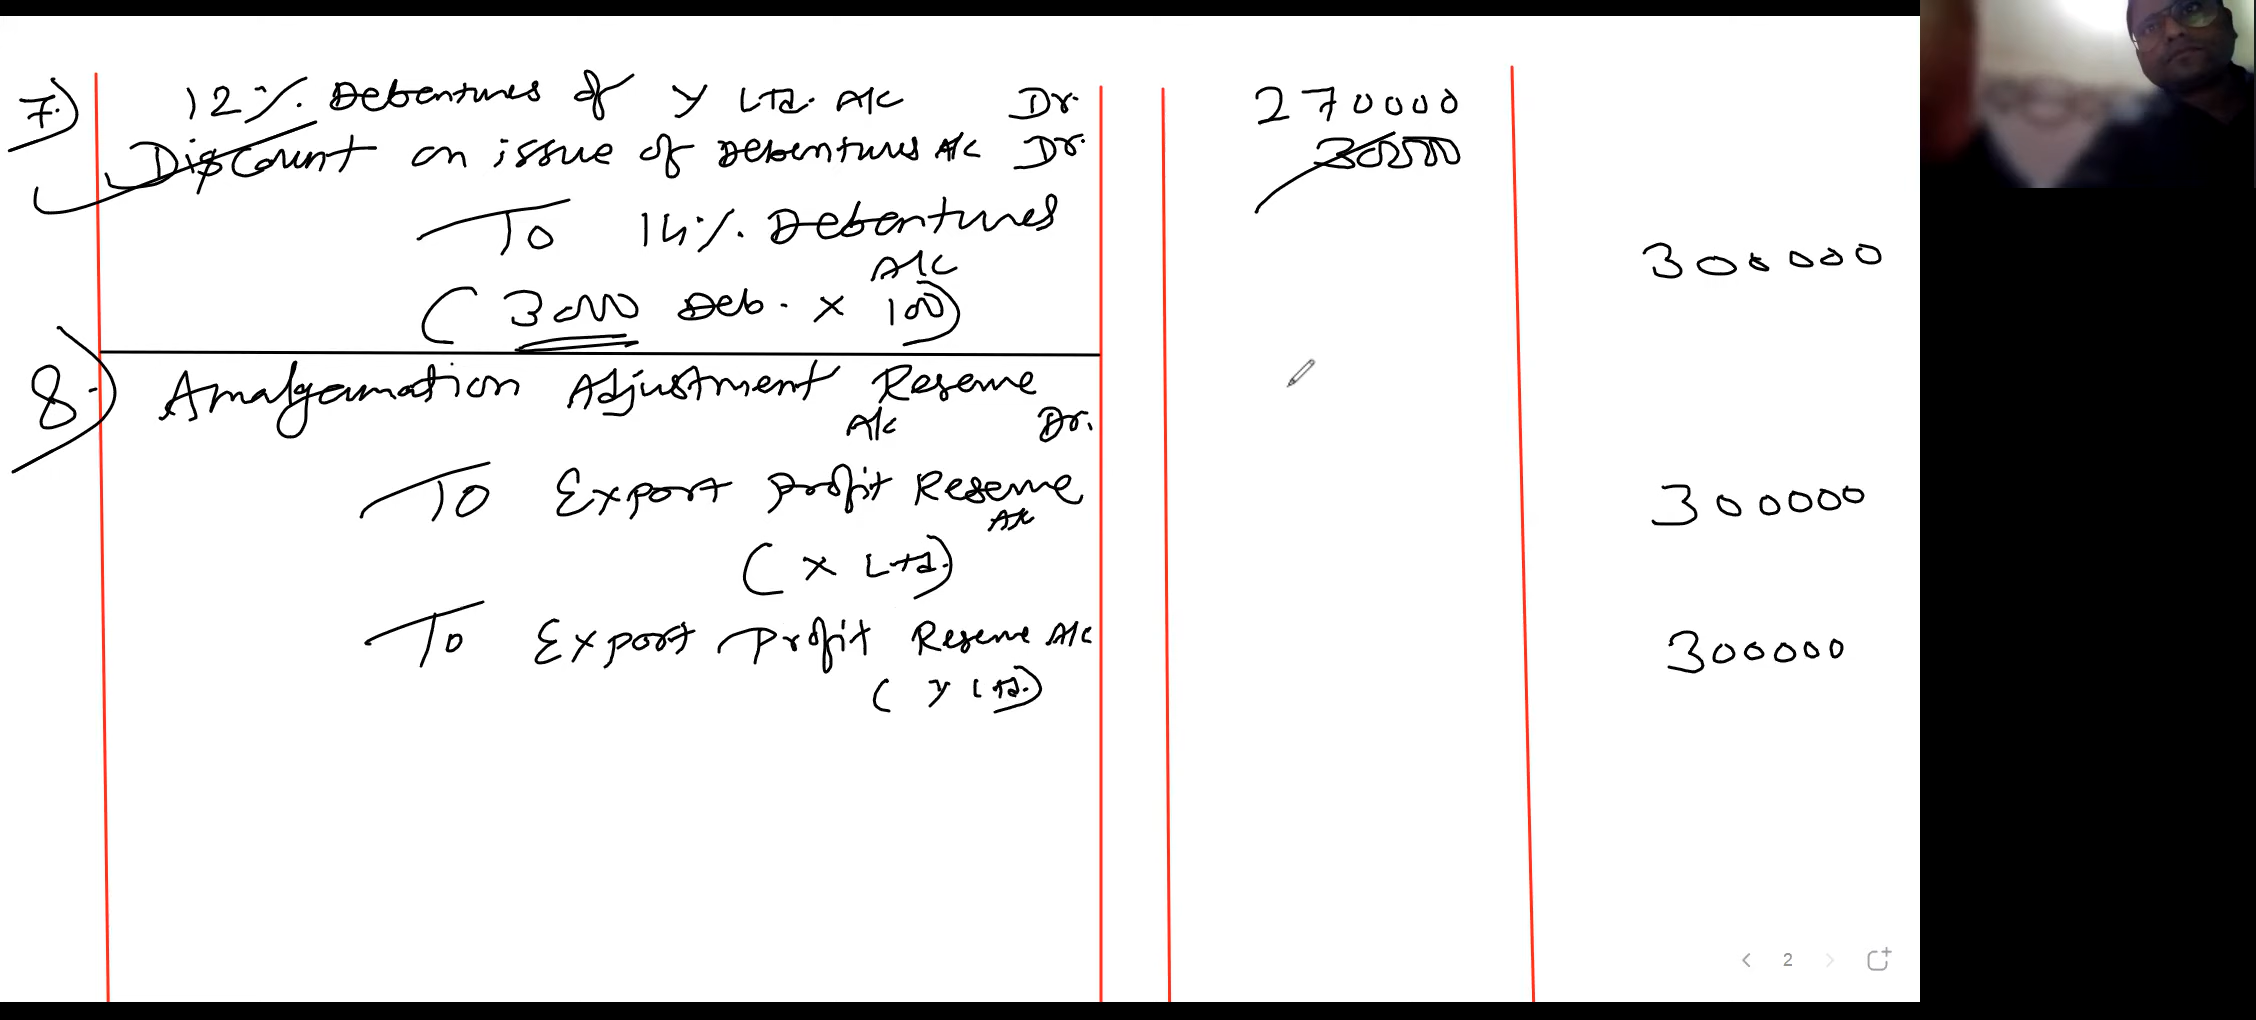 7.) 12%. Debentures of Y Ltd. A/c Dr. 270000
Discount on issue of Debentures A/c Dr. 30000
To 14%. Debentures A/c 300000
(3000 Deb. × 100)
8.) Amalgamation Adjustment Reserve
A/c Dr.
To Export Profit Reserve A/c 300000
(X Ltd.)
To Export Profit Reserve A/c 300000
(Y Ltd.)
2